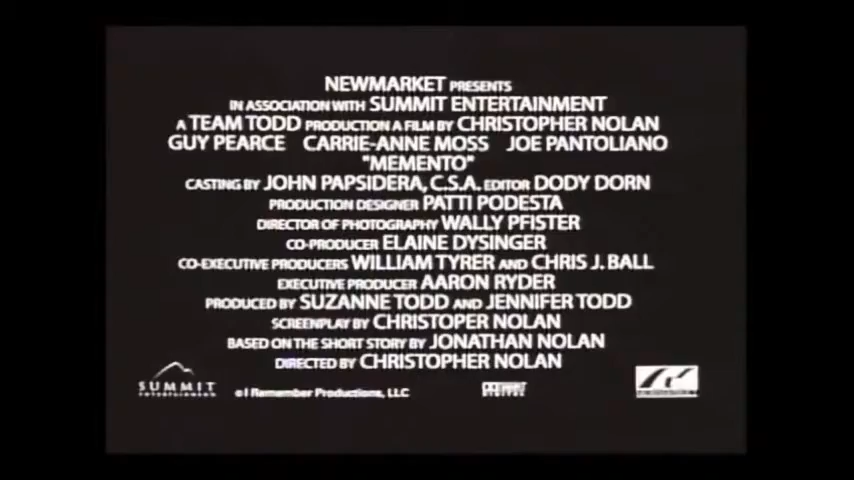 NEWMARKET PRESENTS
IN ASSOCIATION WITH SUMMIT ENTERTAINMENT
A TEAM TODD PRODUCTION A FILM BY CHRISTOPHER NOLAN
GUY PEARCE CARRIE-ANNE MOSS JOE PANTOLIANO
"MEMENTO"
CASTING BY JOHN PAPSIDERA, C.S.A. EDITOR DODY DORN
PRODUCTION DESIGNER PATTI PODESTA
DIRECTOR OF PHOTOGRAPHY WALLY PFISTER
CO-PRODUCER ELAINE DYSINGER
CO-EXECUTIVE PRODUCERS WILLIAM TYRER AND CHRIS J. BALL
EXECUTIVE PRODUCER AARON RYDER
PRODUCED BY SUZANNE TODD AND JENNIFER TODD
SCREENPLAY BY CHRISTOPER NOLAN
BASED ON THE SHORT STORY BY JONATHAN NOLAN
DIRECTED BY CHRISTOPHER NOLAN
SUMMIT
ENTERTAINMENT
© I Remember Productions, LLC
DIGITAL